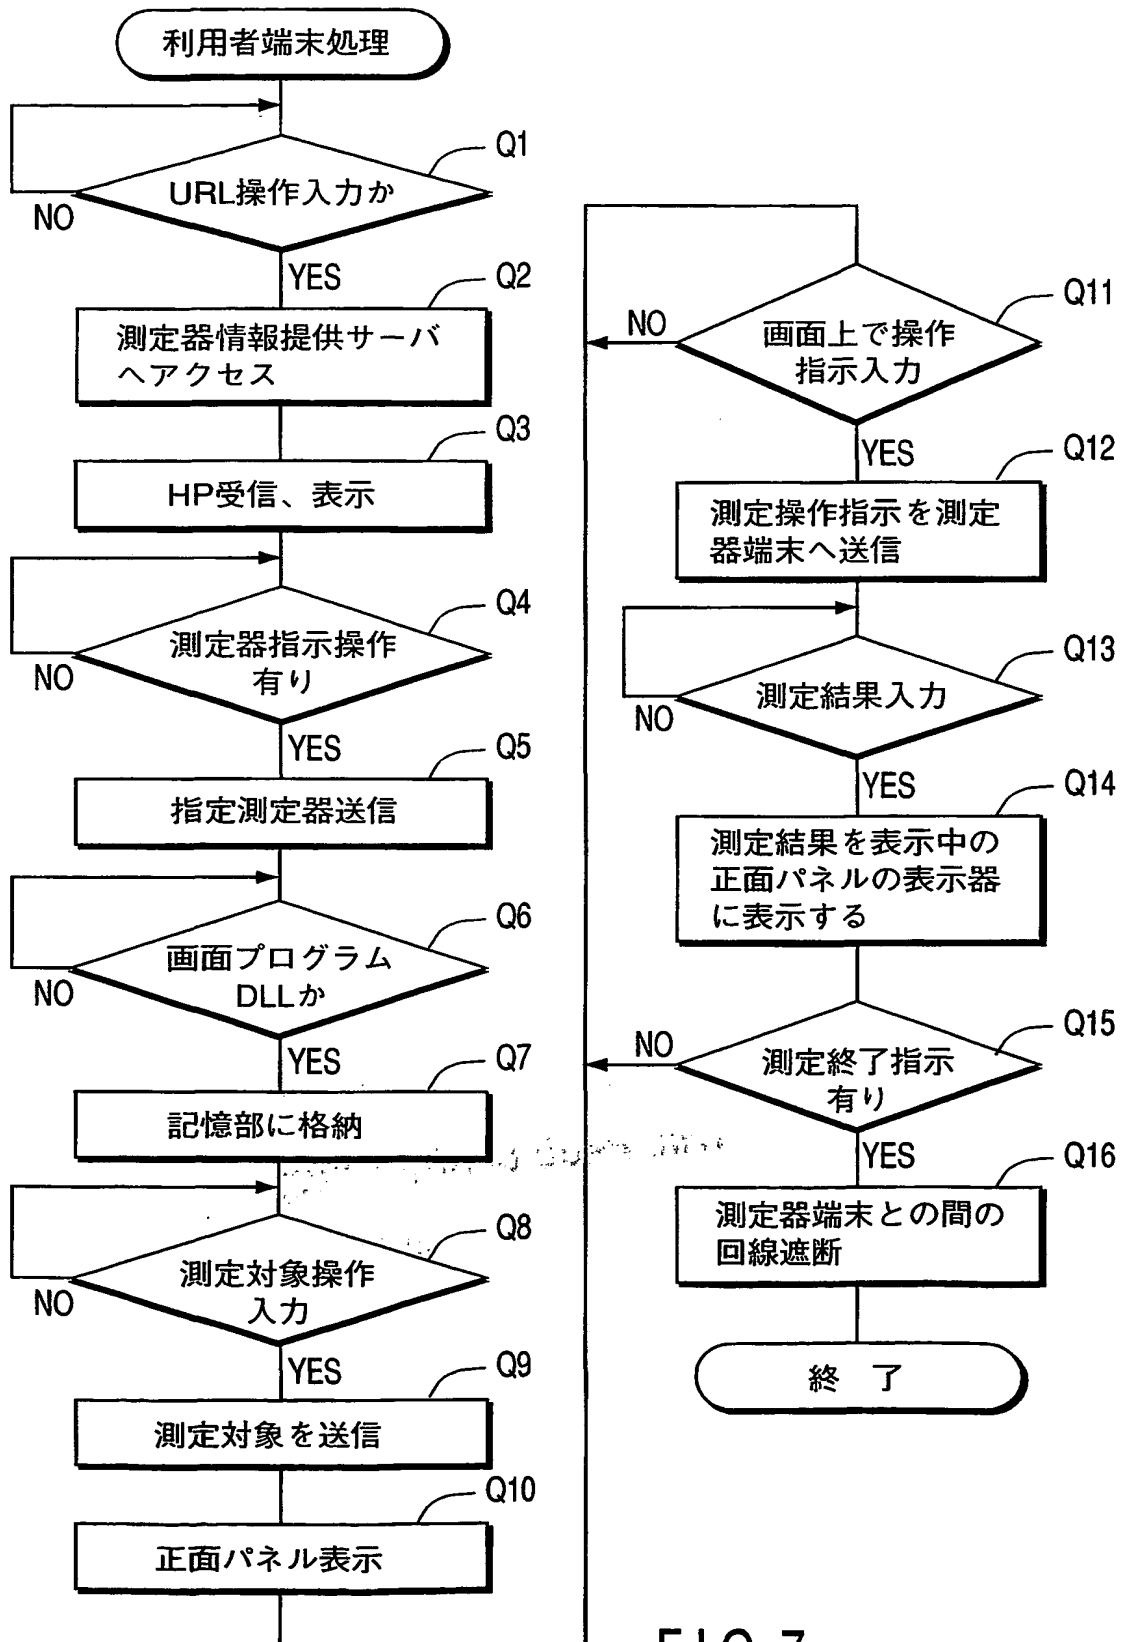 利用者端末処理
Q1
URL操作入力か
NO
YES
Q2
測定器情報提供サーバ
へアクセス
Q3
HP受信、表示
Q4
測定器指示操作
有り
NO
YES
Q5
指定測定器送信
Q6
画面プログラム
DLLか
NO
YES
Q7
記憶部に格納
Q8
測定対象操作
入力
NO
YES
Q9
測定対象を送信
Q10
正面パネル表示
Q11
画面上で操作
指示入力
NO
YES
Q12
測定操作指示を測定
器端末へ送信
Q13
測定結果入力
NO
YES
Q14
測定結果を表示中の
正面パネルの表示器
に表示する
Q15
測定終了指示
有り
NO
YES
Q16
測定器端末との間の
回線遮断
終 了